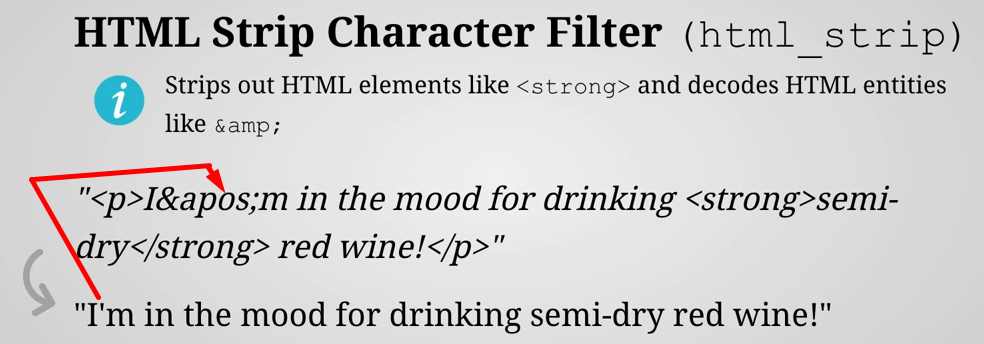 HTML Strip Character Filter (html_strip)
i Strips out HTML elements like <strong> and decodes HTML entities
like &amp;
"<p>I&apos;m in the mood for drinking <strong>semi-
dry</strong> red wine!</p>"
"I'm in the mood for drinking semi-dry red wine!"